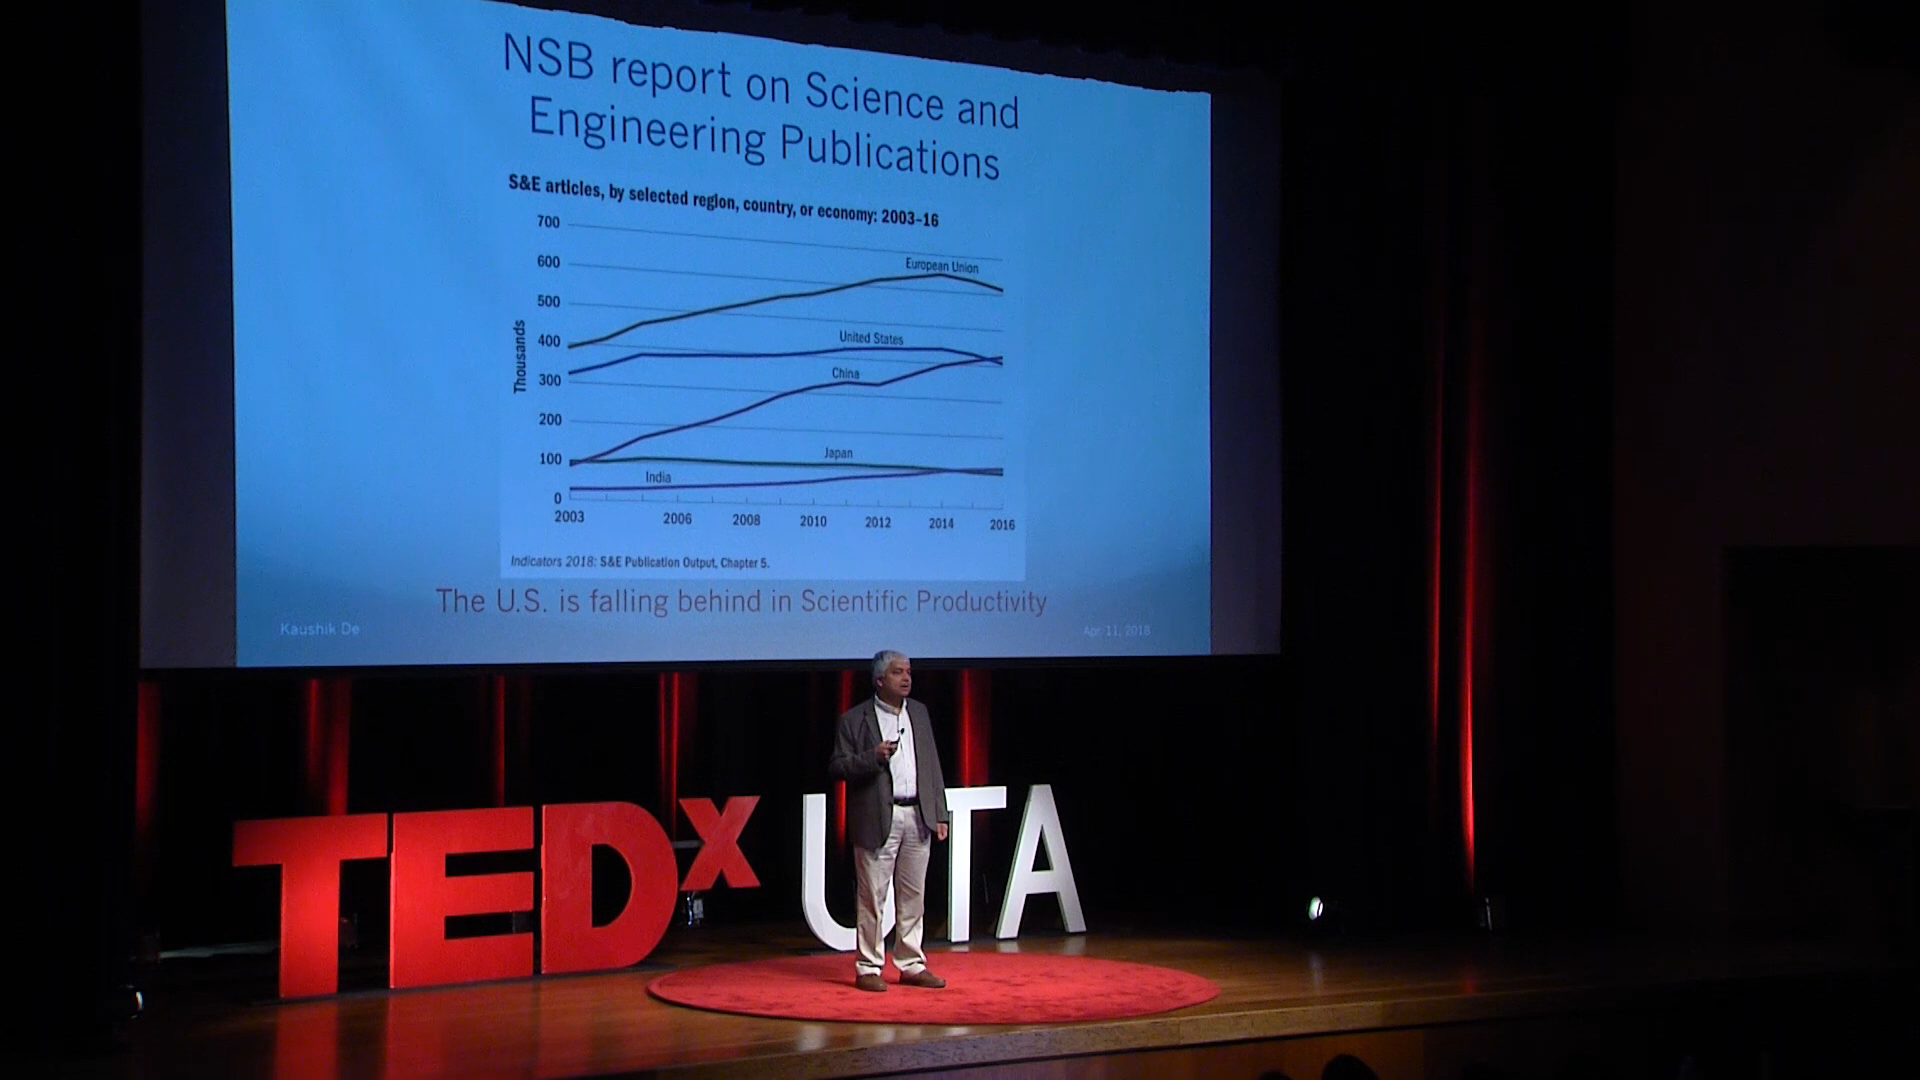 NSB report on Science and
Engineering Publications
S&E articles, by selected region, country, or economy: 2003–16
Thousands
700
600
500
400
300
200
100
0
European Union
United States
China
Japan
India
2003 2006 2008 2010 2012 2014 2016
Indicators 2018: S&E Publication Output, Chapter 5.
The U.S. is falling behind in Scientific Productivity
Kaushik De Apr 11, 2018
TEDx UTA